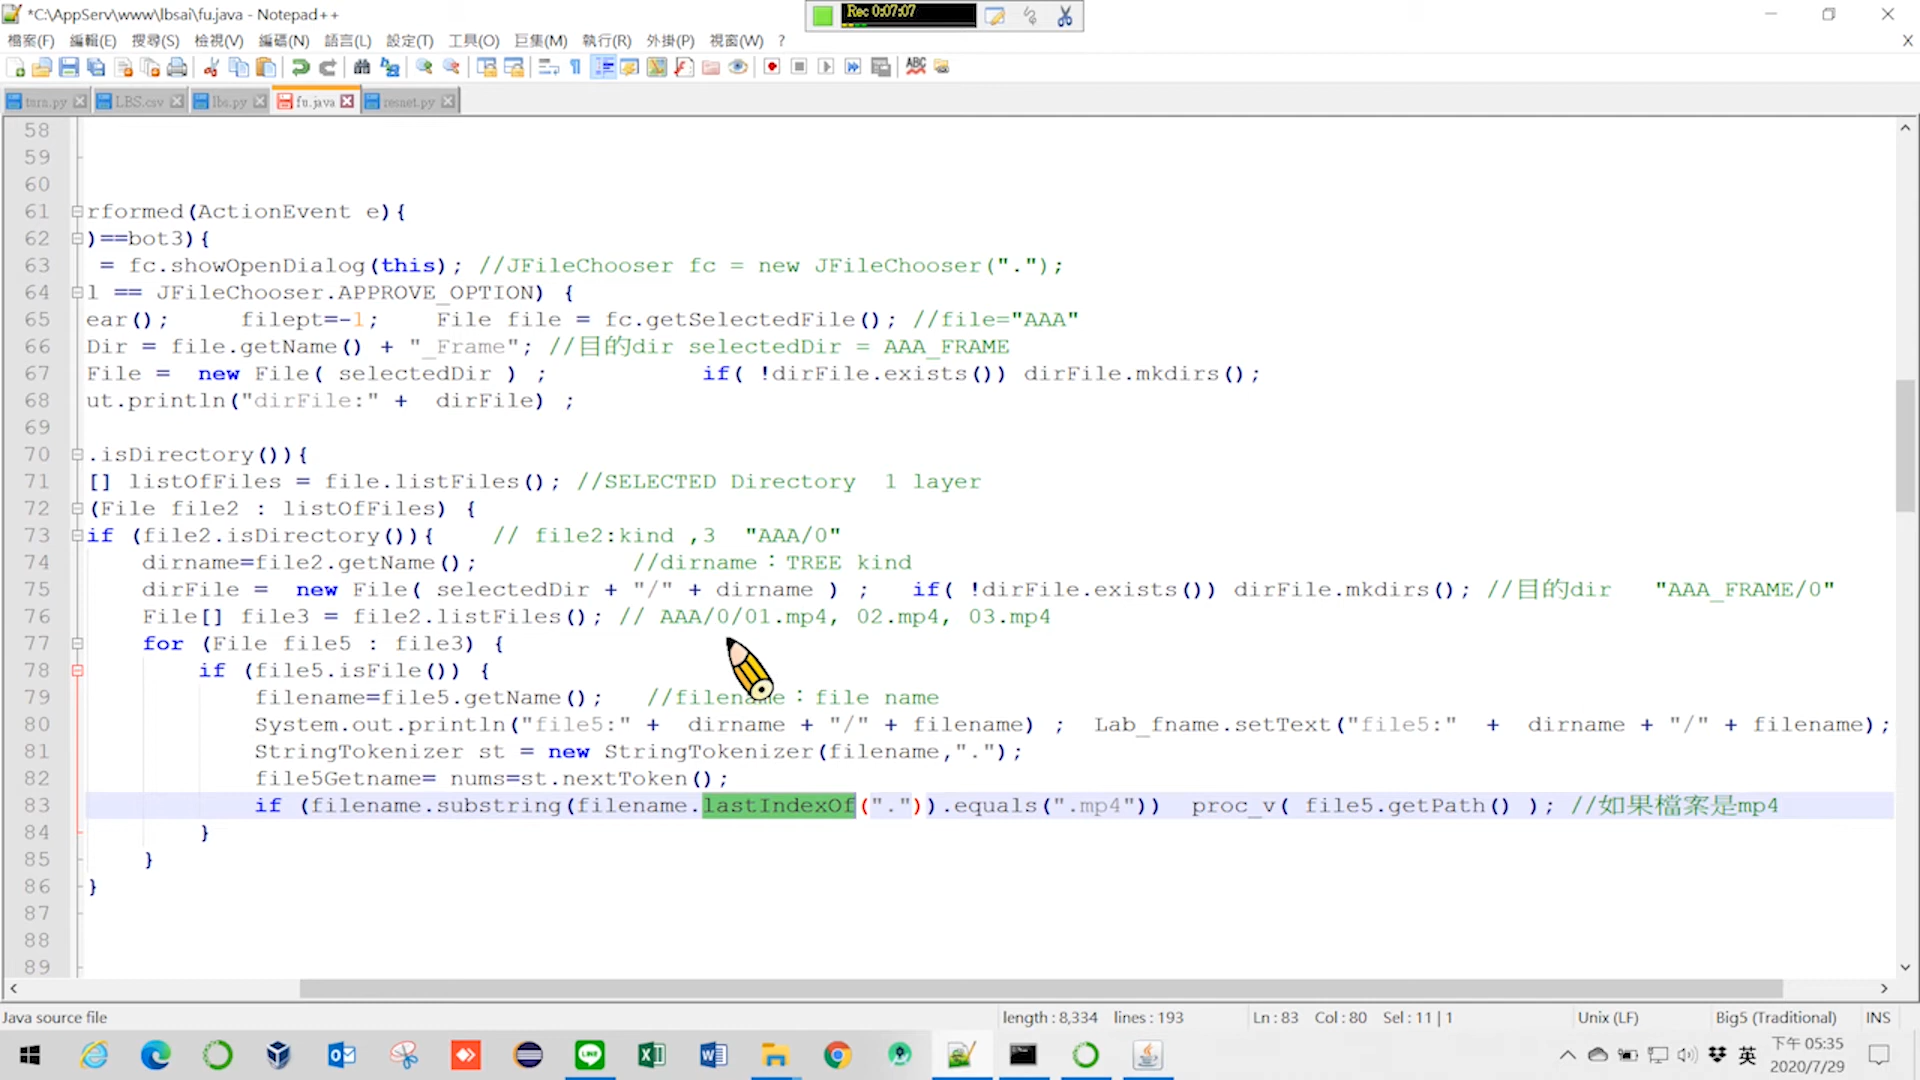 *C:\AppServ\www\lbsai\fu.java - Notepad++
Rec 0:07:07
檔案(F) 編輯(E) 搜尋(S) 檢視(V) 編碼(N) 語言(L) 設定(T) 工具(O) 巨集(M) 執行(R) 外掛(P) 視窗(W) ? X
LBS.csv lbs.py fu.java resnet.py
58
59
60
61 rformed(ActionEvent e){
62 )==bot3){
63 = fc.showOpenDialog(this); //JFileChooser fc = new JFileChooser(".");
64 l == JFileChooser.APPROVE_OPTION) {
65 ear(); filept=-1; File file = fc.getSelectedFile(); //file="AAA"
66 Dir = file.getName() + "_Frame"; //目的dir selectedDir = AAA_FRAME
67 File = new File( selectedDir ) ; if( !dirFile.exists()) dirFile.mkdirs();
68 ut.println("dirFile:" + dirFile) ;
69
70 .isDirectory()){
71 [] listOfFiles = file.listFiles(); //SELECTED Directory 1 layer
72 (File file2 : listOfFiles) {
73 if (file2.isDirectory()){ // file2:kind ,3 "AAA/0"
74 dirname=file2.getName(); //dirname：TREE kind
75 dirFile = new File( selectedDir + "/" + dirname ) ; if( !dirFile.exists()) dirFile.mkdirs(); //目的dir "AAA_FRAME/0"
76 File[] file3 = file2.listFiles(); // AAA/0/01.mp4, 02.mp4, 03.mp4
77 for (File file5 : file3) {
78 if (file5.isFile()) {
79 filename=file5.getName(); //filename：file name
80 System.out.println("file5:" + dirname + "/" + filename) ; Lab_fname.setText("file5:" + dirname + "/" + filename);
81 StringTokenizer st = new StringTokenizer(filename,".");
82 file5Getname= nums=st.nextToken();
83 if (filename.substring(filename.lastIndexOf(".")).equals(".mp4")) proc_v( file5.getPath() ); //如果檔案是mp4
84 }
85 }
86 }
87
88
89
Java source file length : 8,334 lines : 193 Ln : 83 Col : 80 Sel : 11 | 1 Unix (LF) Big5 (Traditional) INS
英 下午 05:35
2020/7/29